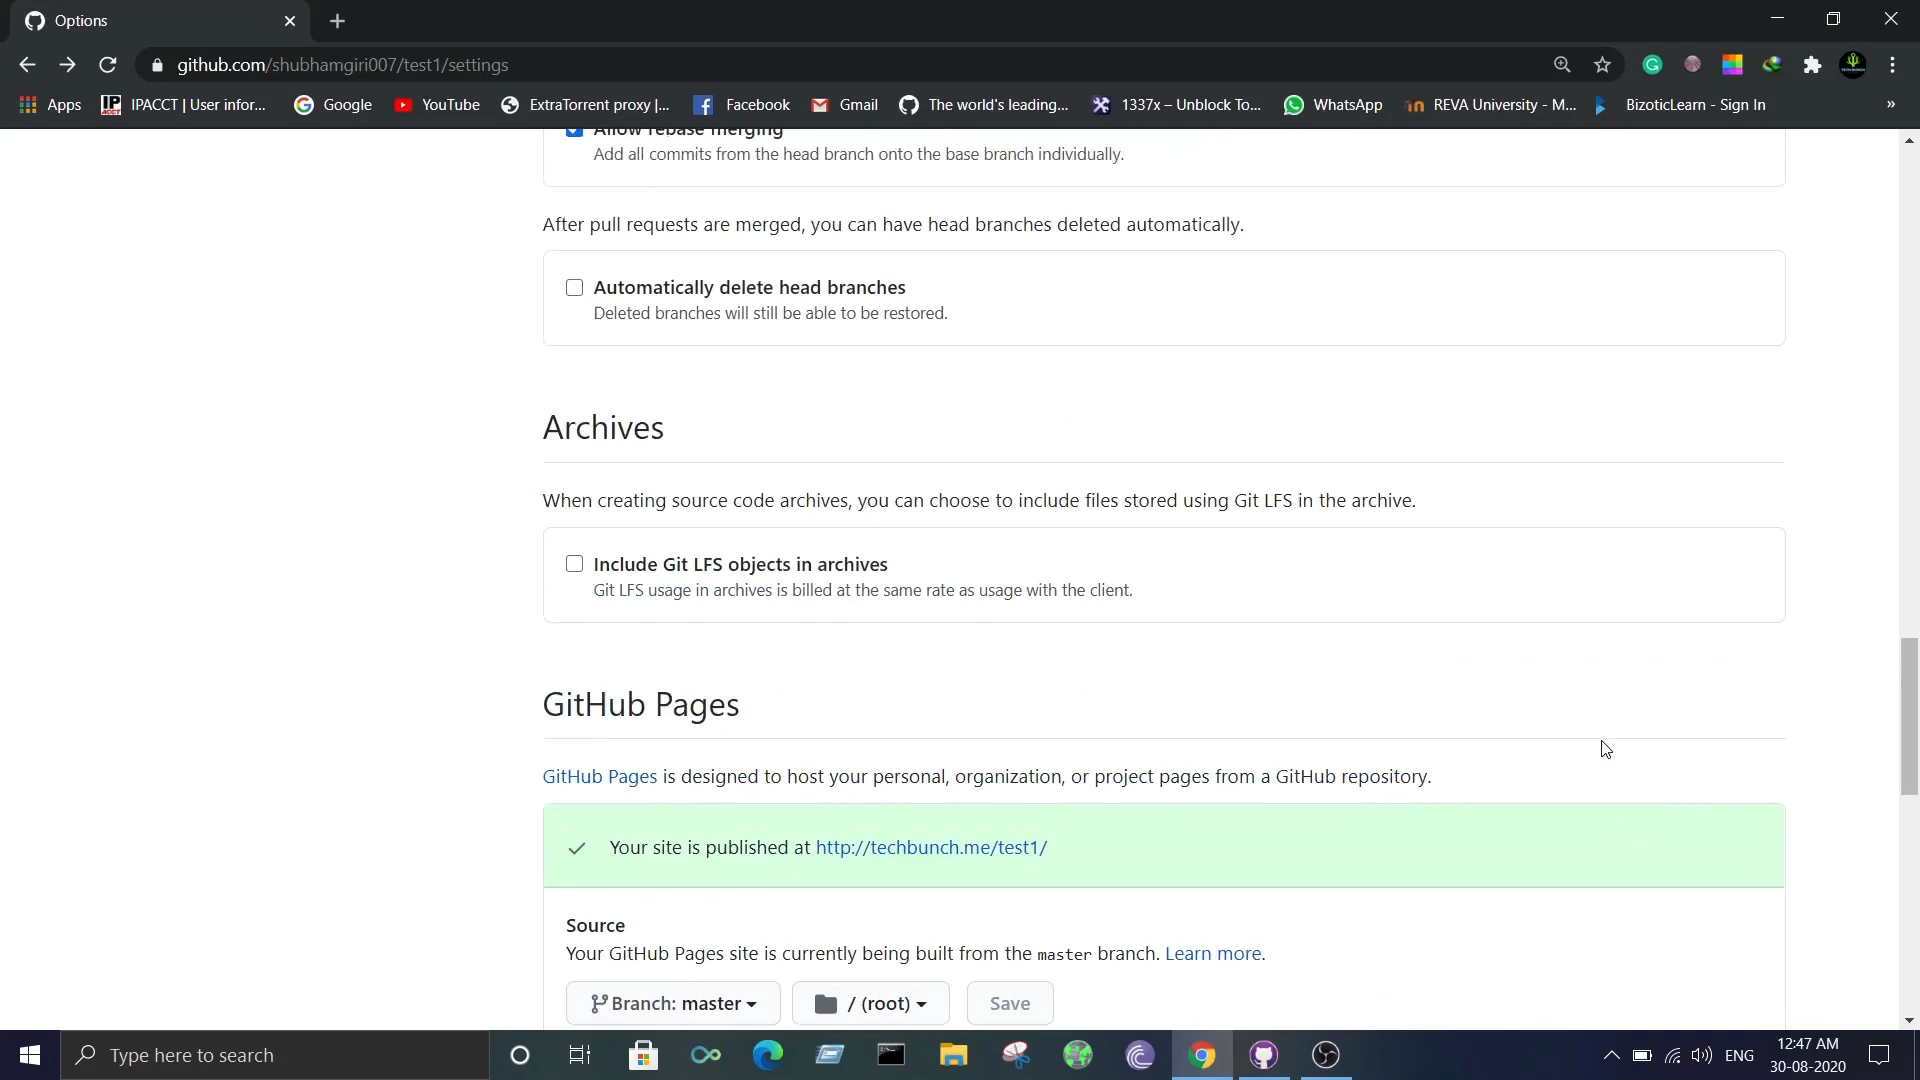 Options
github.com/shubhamgiri007/test1/settings
Apps
IPACCT | User infor...
Google
YouTube
ExtraTorrent proxy |...
Facebook
Gmail
The world's leading...
1337x – Unblock To...
WhatsApp
REVA University - M...
BizoticLearn - Sign In
»
Allow rebase merging
Add all commits from the head branch onto the base branch individually.
After pull requests are merged, you can have head branches deleted automatically.
Automatically delete head branches
Deleted branches will still be able to be restored.
Archives
When creating source code archives, you can choose to include files stored using Git LFS in the archive.
Include Git LFS objects in archives
Git LFS usage in archives is billed at the same rate as usage with the client.
GitHub Pages
GitHub Pages is designed to host your personal, organization, or project pages from a GitHub repository.
Your site is published at http://techbunch.me/test1/
Source
Your GitHub Pages site is currently being built from the master branch. Learn more.
Branch: master
/ (root)
Save
Type here to search
ENG
12:47 AM
30-08-2020